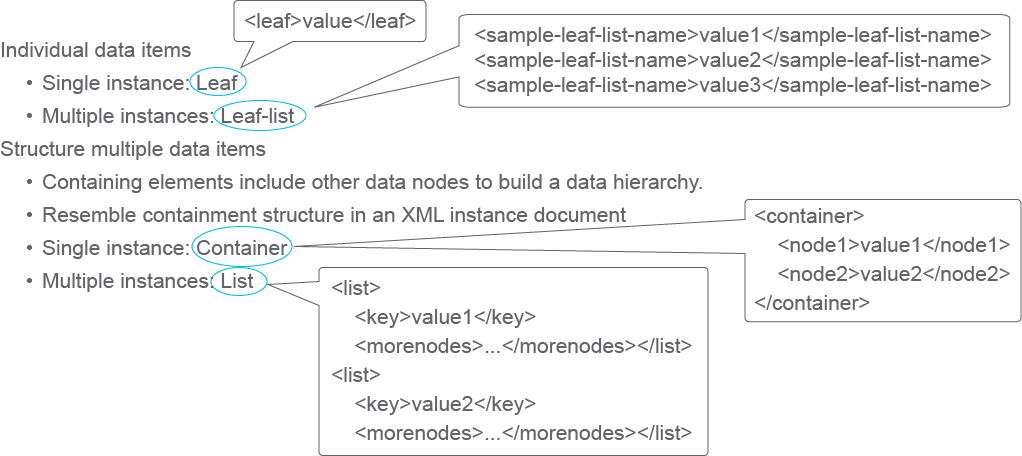 <leaf>value</leaf>
Individual data items
• Single instance: Leaf
• Multiple instances: Leaf-list
<sample-leaf-list-name>value1</sample-leaf-list-name>
<sample-leaf-list-name>value2</sample-leaf-list-name>
<sample-leaf-list-name>value3</sample-leaf-list-name>
Structure multiple data items
• Containing elements include other data nodes to build a data hierarchy.
• Resemble containment structure in an XML instance document
• Single instance: Container
<container>
<node1>value1</node1>
<node2>value2</node2>
</container>
• Multiple instances: List
<list>
<key>value1</key>
<morenodes>...</morenodes></list>
<list>
<key>value2</key>
<morenodes>...</morenodes></list>